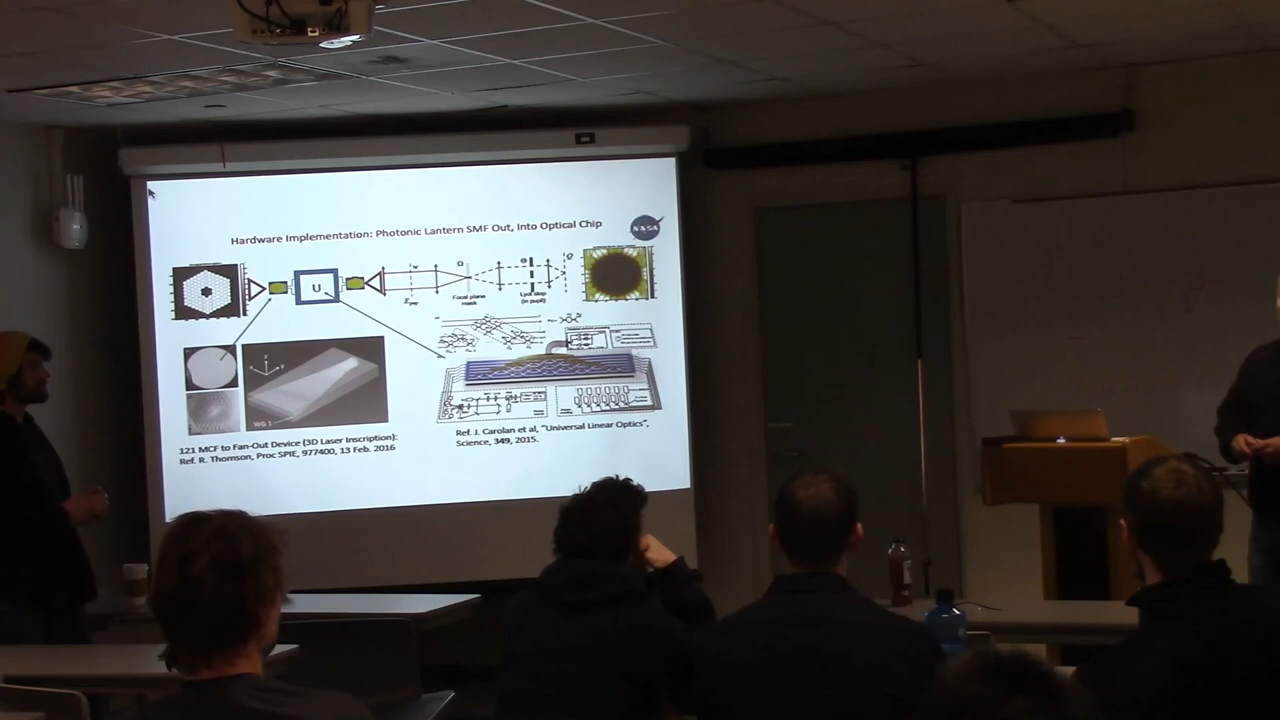 Hardware Implementation: Photonic Lantern SMF Out, Into Optical Chip
NASA
U
Focal plane
mask
Lyot stop
(in pupil)
WG 1
121 MCF to Fan-Out Device (3D Laser Inscription):
Ref. R. Thomson, Proc SPIE, 977400, 13 Feb. 2016
Ref. J. Carolan et al, "Universal Linear Optics",
Science, 349, 2015.